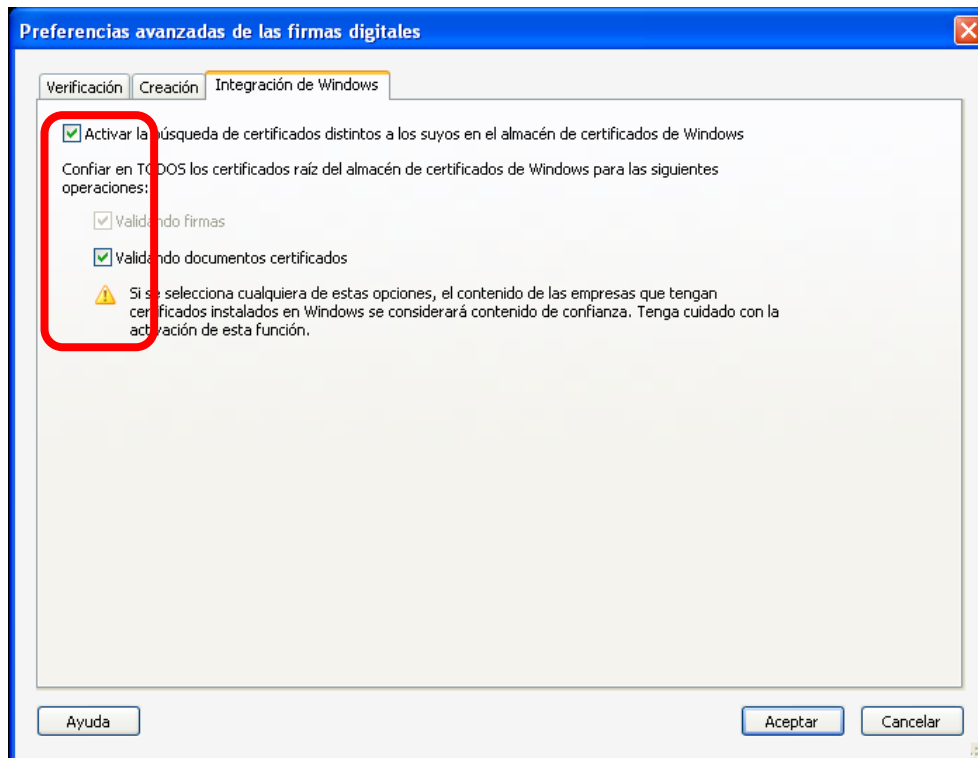 Preferencias avanzadas de las firmas digitales
Verificación
Creación
Integración de Windows
Activar la búsqueda de certificados distintos a los suyos en el almacén de certificados de Windows
Confiar en TODOS los certificados raíz del almacén de certificados de Windows para las siguientes
operaciones:
Validando firmas
Validando documentos certificados
Si se selecciona cualquiera de estas opciones, el contenido de las empresas que tengan
certificados instalados en Windows se considerará contenido de confianza. Tenga cuidado con la
activación de esta función.
Ayuda
Aceptar
Cancelar